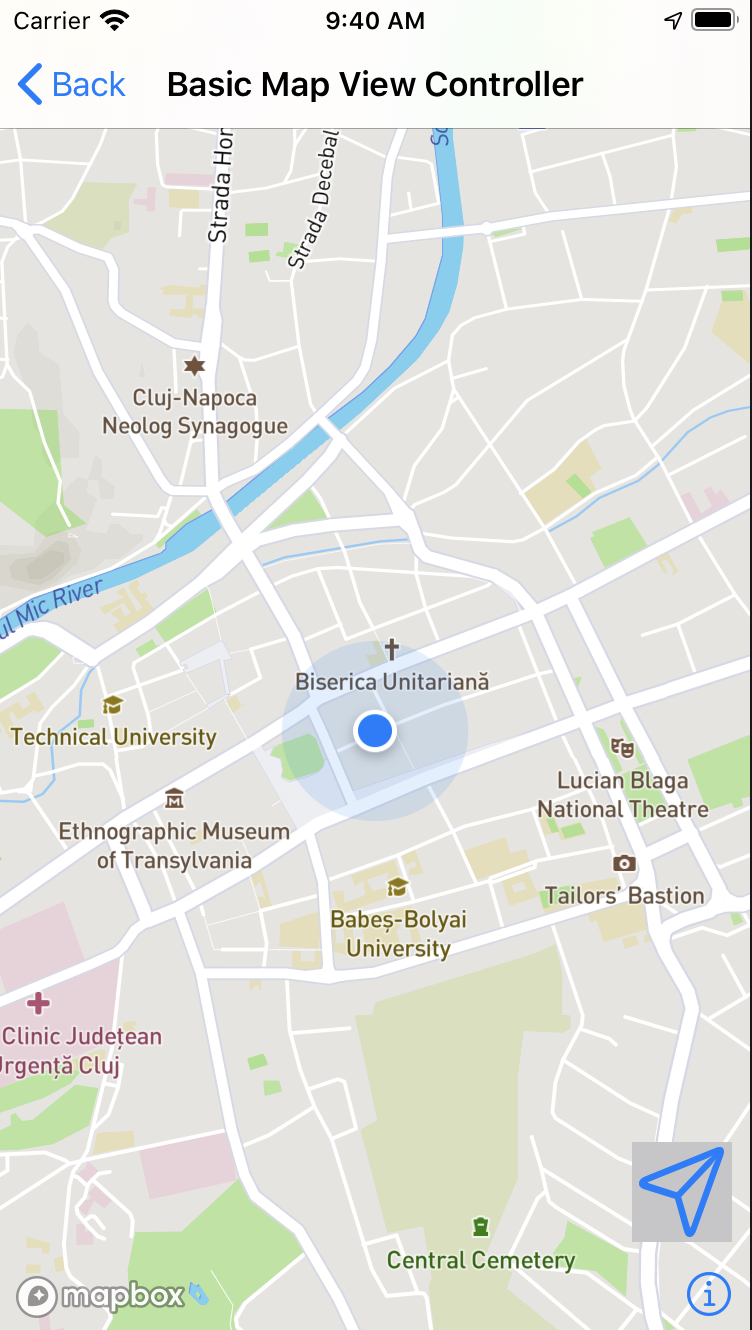 Carrier 9:40 AM
Back Basic Map View Controller
Strada Hor
Strada Decebal
So
Cluj-Napoca
Neolog Synagogue
ul Mic River
Biserica Unitariană
Technical University
Lucian Blaga
National Theatre
Ethnographic Museum
of Transylvania
Tailors’ Bastion
Babeș-Bolyai
University
Clinic Județean
Urgență Cluj
Central Cemetery
mapbox